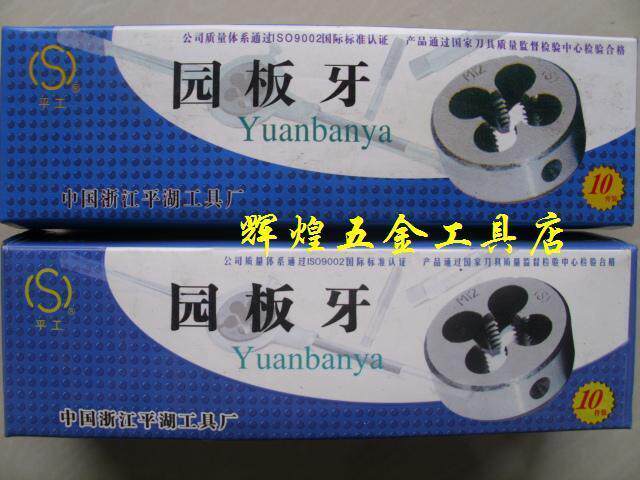 公司质量体系通过ISO9002国际标准认证 产品通过国家刀具质量监督检验中心检验合格
S
®
平工
园板牙
Yuanbanya
M12
(S)
10
件装
中国浙江平湖工具厂
辉煌五金工具店
公司质量体系通过ISO9002国际标准认证 产品通过国家刀具质量监督检验中心检验合格
S
®
平工
园板牙
Yuanbanya
M12
(S)
10
件装
中国浙江平湖工具厂